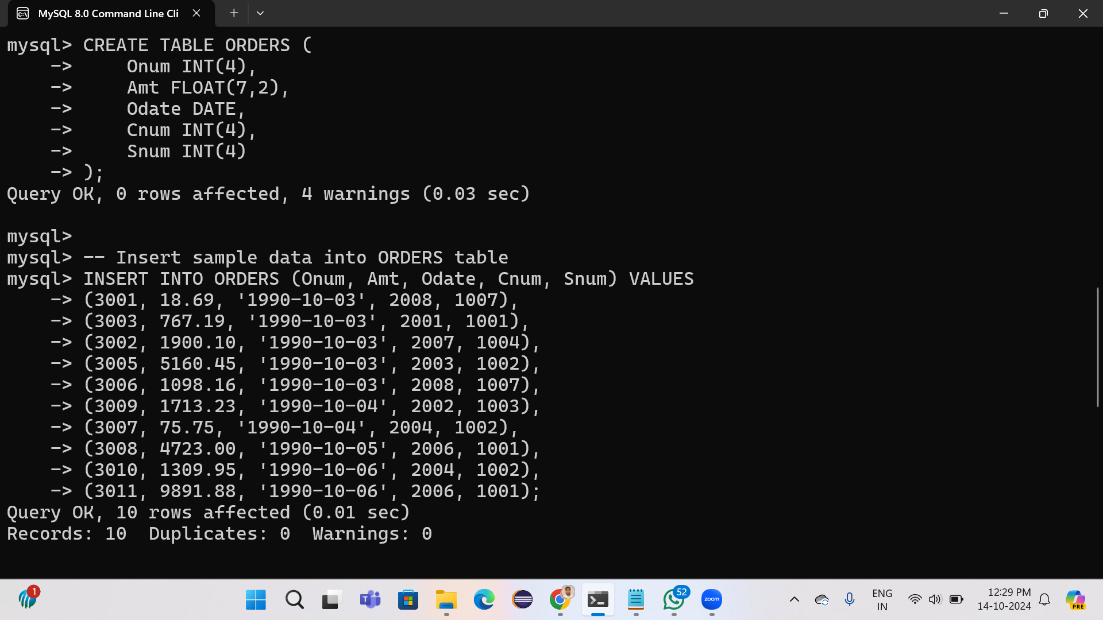 MySQL 8.0 Command Line Cli
mysql> CREATE TABLE ORDERS (
    ->     Onum INT(4),
    ->     Amt FLOAT(7,2),
    ->     Odate DATE,
    ->     Cnum INT(4),
    ->     Snum INT(4)
    -> );
Query OK, 0 rows affected, 4 warnings (0.03 sec)
mysql>
mysql> -- Insert sample data into ORDERS table
mysql> INSERT INTO ORDERS (Onum, Amt, Odate, Cnum, Snum) VALUES
    -> (3001, 18.69, '1990-10-03', 2008, 1007),
    -> (3003, 767.19, '1990-10-03', 2001, 1001),
    -> (3002, 1900.10, '1990-10-03', 2007, 1004),
    -> (3005, 5160.45, '1990-10-03', 2003, 1002),
    -> (3006, 1098.16, '1990-10-03', 2008, 1007),
    -> (3009, 1713.23, '1990-10-04', 2002, 1003),
    -> (3007, 75.75, '1990-10-04', 2004, 1002),
    -> (3008, 4723.00, '1990-10-05', 2006, 1001),
    -> (3010, 1309.95, '1990-10-06', 2004, 1002),
    -> (3011, 9891.88, '1990-10-06', 2006, 1001);
Query OK, 10 rows affected (0.01 sec)
Records: 10  Duplicates: 0  Warnings: 0
1
52
zoom
ENG
IN
12:29 PM
14-10-2024
PRE